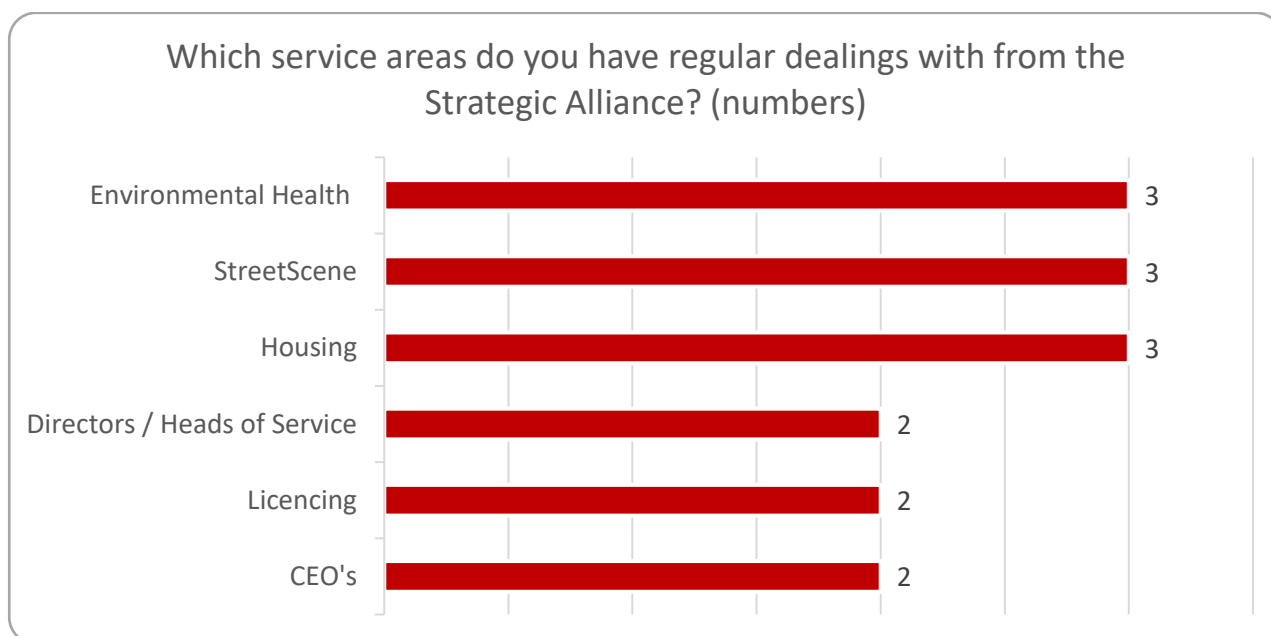 Which service areas do you have regular dealings with from the
Strategic Alliance? (numbers)
Environmental Health 3
StreetScene 3
Housing 3
Directors / Heads of Service 2
Licencing 2
CEO's 2